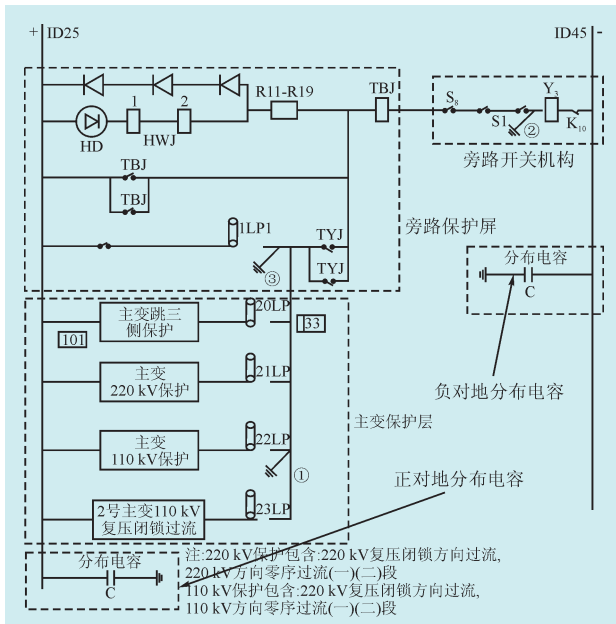 + ID25
ID45 -
1
2
HD
HWJ
R11-R19
TBJ
S8
S1
②
Y3
K10
旁路开关机构
TBJ
TBJ
1LP1
旁路保护屏
TYJ
TYJ
③
分布电容
C
20LP
主变跳三
侧保护
101
33
负对地分布电容
21LP
主变
220 kV保护
主变保护层
22LP
主变
110 kV保护
①
正对地分布电容
23LP
2号主变110 kV
复压闭锁过流
分布电容
C
注:220 kV保护包含:220 kV复压闭锁方向过流,
220 kV方向零序过流(一)(二)段
110 kV保护包含:220 kV复压闭锁方向过流,
110 kV方向零序过流(一)(二)段